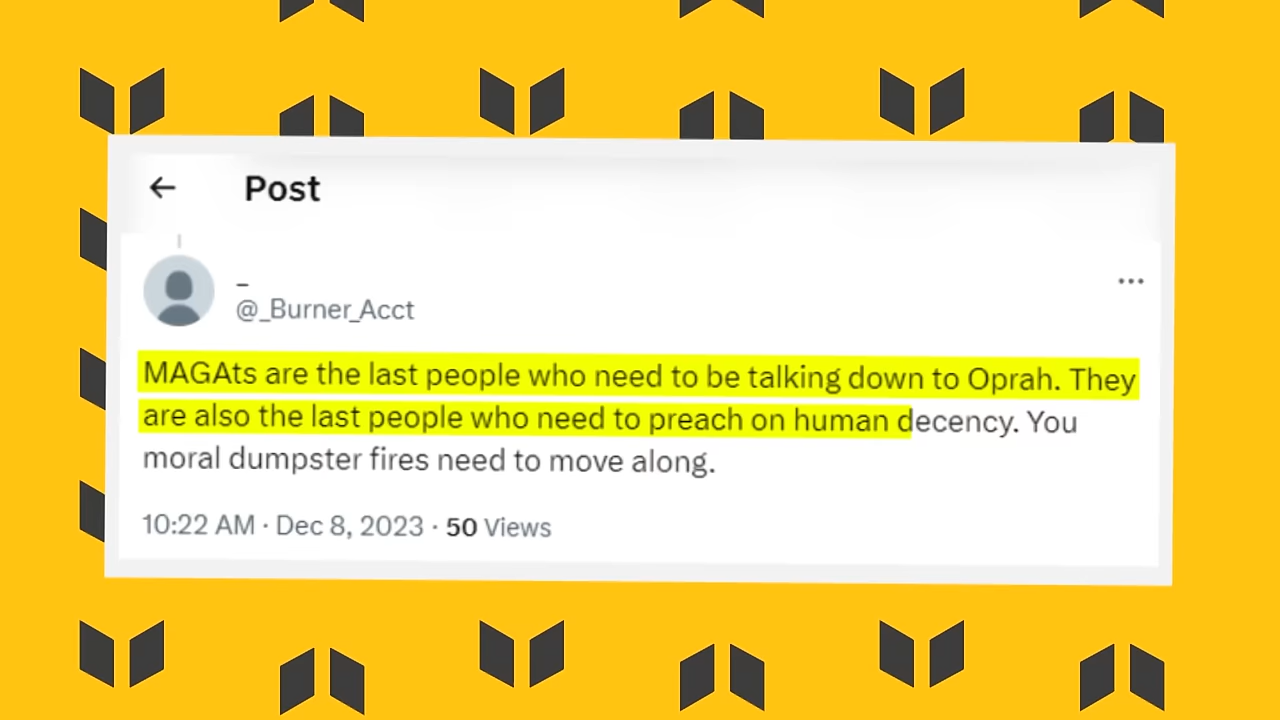 Post
–
@_Burner_Acct
MAGAts are the last people who need to be talking down to Oprah. They
are also the last people who need to preach on human decency. You
moral dumpster fires need to move along.
10:22 AM · Dec 8, 2023 · 50 Views